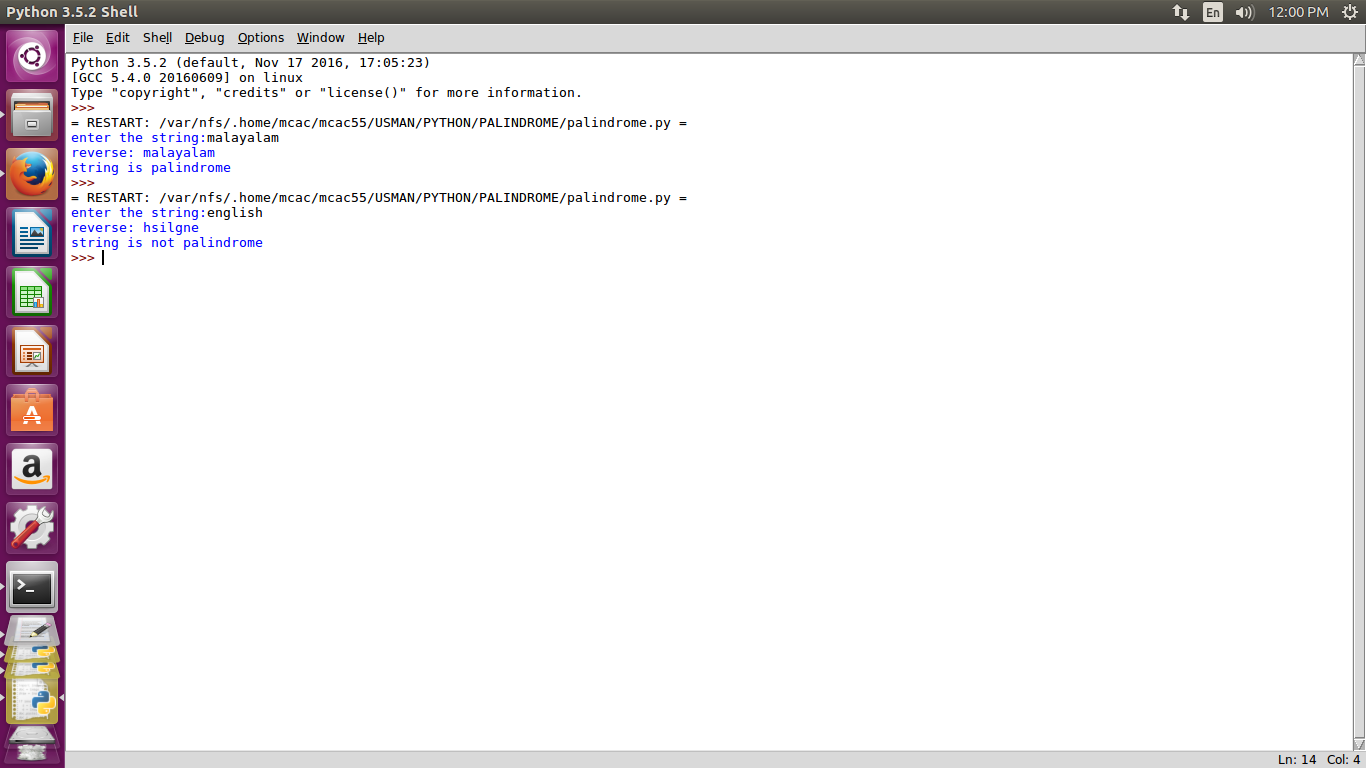 Python 3.5.2 Shell
En
12:00 PM
File Edit Shell Debug Options Window Help
Python 3.5.2 (default, Nov 17 2016, 17:05:23)
[GCC 5.4.0 20160609] on linux
Type "copyright", "credits" or "license()" for more information.
>>>
= RESTART: /var/nfs/.home/mcac/mcac55/USMAN/PYTHON/PALINDROME/palindrome.py =
enter the string:malayalam
reverse: malayalam
string is palindrome
>>>
= RESTART: /var/nfs/.home/mcac/mcac55/USMAN/PYTHON/PALINDROME/palindrome.py =
enter the string:english
reverse: hsilgne
string is not palindrome
>>>
A
a
>_
Ln: 14 Col: 4